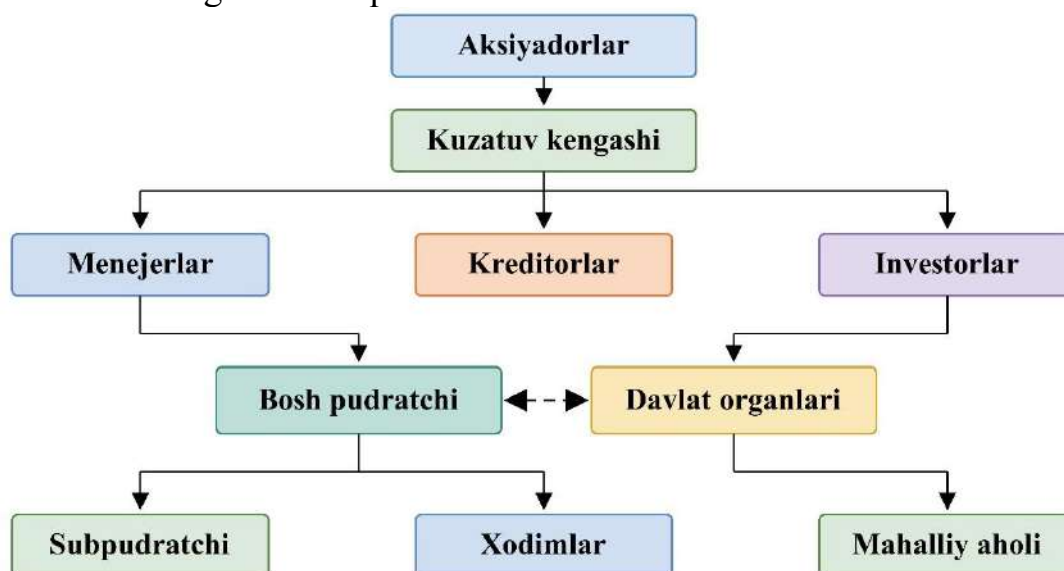 Aksiyadorlar
Kuzatuv kengashi
Menejerlar
Kreditorlar
Investorlar
Bosh pudratchi
Davlat organlari
Subpudratchi
Xodimlar
Mahalliy aholi